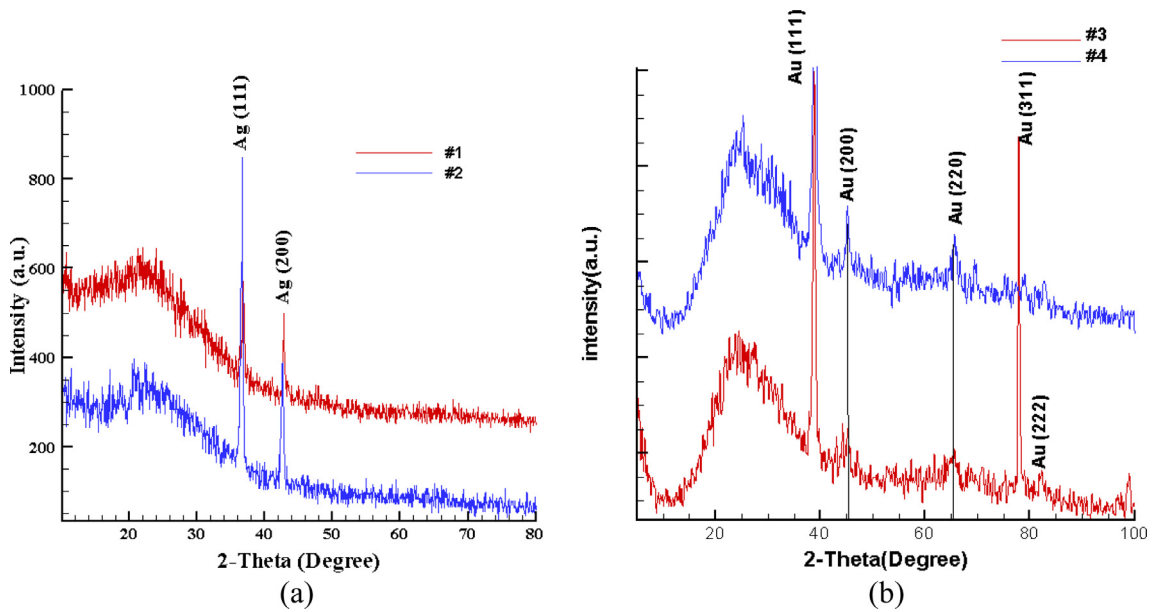 1000
800
600
400
200
Intensity (a.u.)
Ag (111)
Ag (200)
#1
#2
20 30 40 50 60 70 80
2-Theta (Degree)
(a)
#3
#4
Au (111)
Au (200)
Au (220)
Au (311)
Au (222)
intensity(a.u.)
20 40 60 80 100
2-Theta(Degree)
(b)